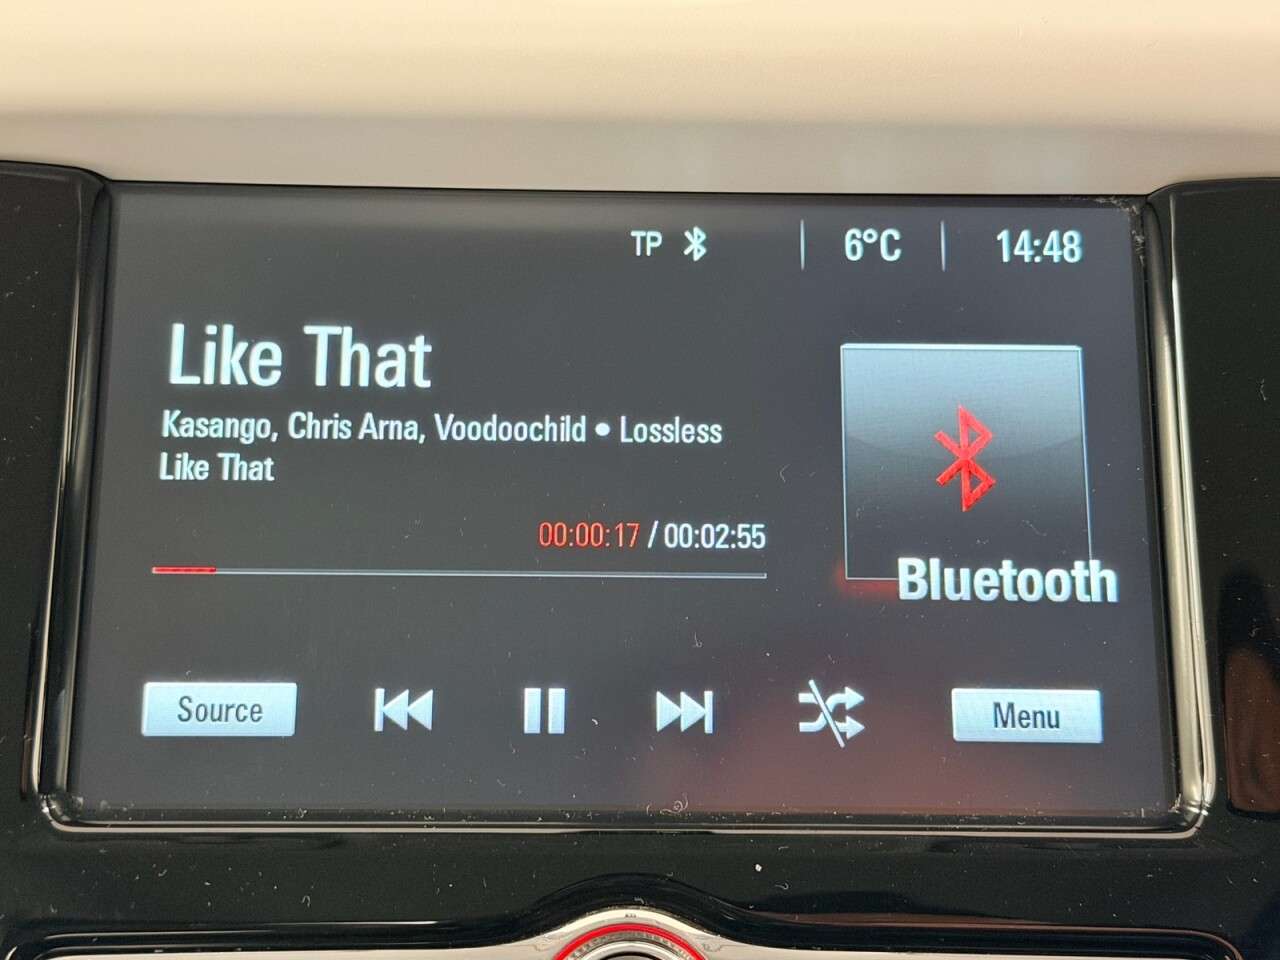 TP 6°C 14:48
Like That
Kasango, Chris Arna, Voodoochild • Lossless
Like That
00:00:17 / 00:02:55
Bluetooth
Source
Menu